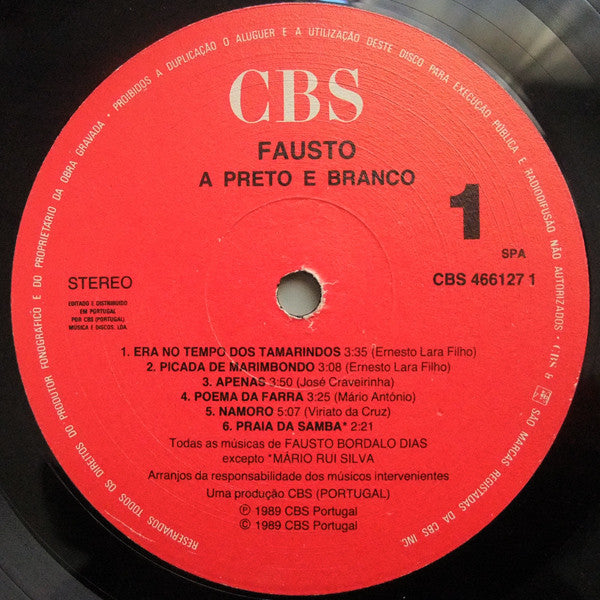 RESERVADOS TODOS OS DIREITOS DO PRODUTOR FONOGRÁFICO E DO PROPRIETÁRIO DA OBRA GRAVADA • PROIBIDOS A DUPLICAÇÃO O ALUGUER E A UTILIZAÇÃO DESTE DISCO PARA EXECUÇÃO PÚBLICA E RADIODIFUSÃO NÃO AUTORIZADOS • CBS & SÃO MARCAS REGISTADAS DA CBS INC
CBS
FAUSTO
A PRETO E BRANCO
1
SPA
STEREO
CBS 466127 1
EDITADO E DISTRIBUIDO
EM PORTUGAL
POR CBS (PORTUGAL)
MÚSICA E DISCOS, LDA
1. ERA NO TEMPO DOS TAMARINDOS 3:35 (Ernesto Lara Filho)
2. PICADA DE MARIMBONDO 3:08 (Ernesto Lara Filho)
3. APENAS 3:50 (José Craveirinha)
4. POEMA DA FARRA 3:25 (Mário António)
5. NAMORO 5:07 (Viriato da Cruz)
6. PRAIA DA SAMBA* 2:21
Todas as músicas de FAUSTO BORDALO DIAS
excepto *MÁRIO RUI SILVA
Arranjos da responsabilidade dos músicos intervenientes
Uma produção CBS (PORTUGAL)
℗ 1989 CBS Portugal
© 1989 CBS Portugal